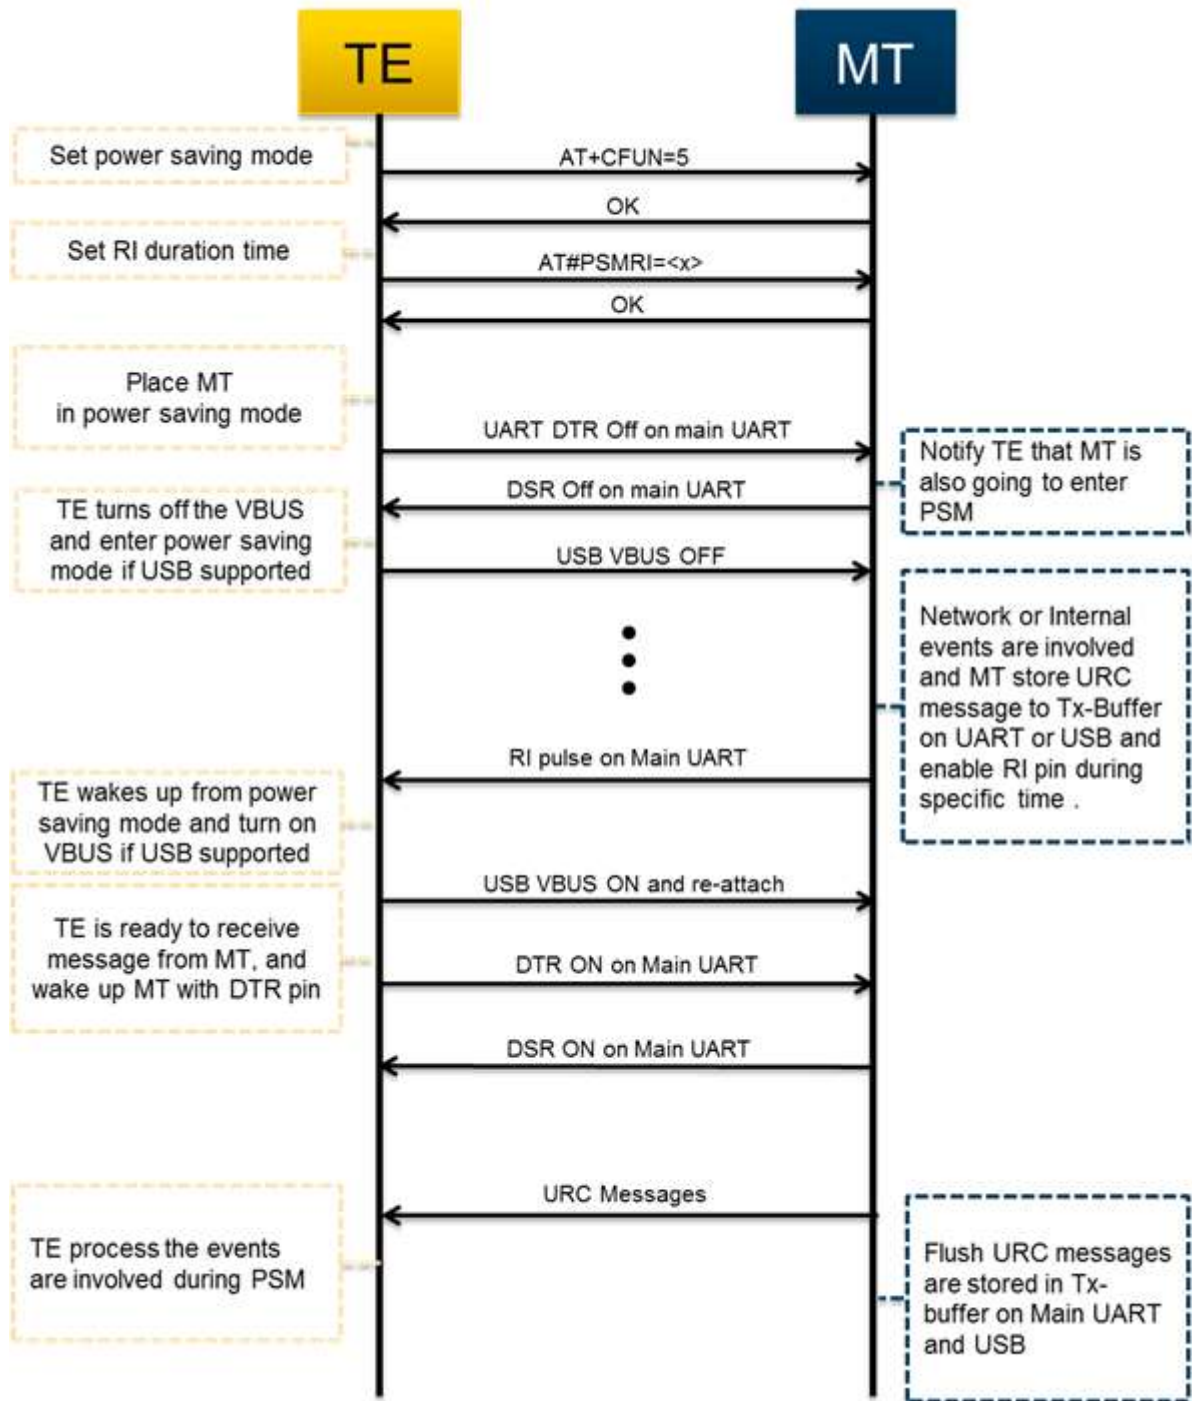 TE
MT
Set power saving mode
AT+CFUN=5
OK
Set RI duration time
AT#PSMRI=<x>
OK
Place MT
in power saving mode
UART DTR Off on main UART
Notify TE that MT is
also going to enter
PSM
DSR Off on main UART
TE turns off the VBUS
and enter power saving
mode if USB supported
USB VBUS OFF
Network or Internal
events are involved
and MT store URC
message to Tx-Buffer
on UART or USB and
enable RI pin during
specific time .
RI pulse on Main UART
TE wakes up from power
saving mode and turn on
VBUS if USB supported
USB VBUS ON and re-attach
TE is ready to receive
message from MT, and
wake up MT with DTR pin
DTR ON on Main UART
DSR ON on Main UART
URC Messages
TE process the events
are involved during PSM
Flush URC messages
are stored in Tx-
buffer on Main UART
and USB